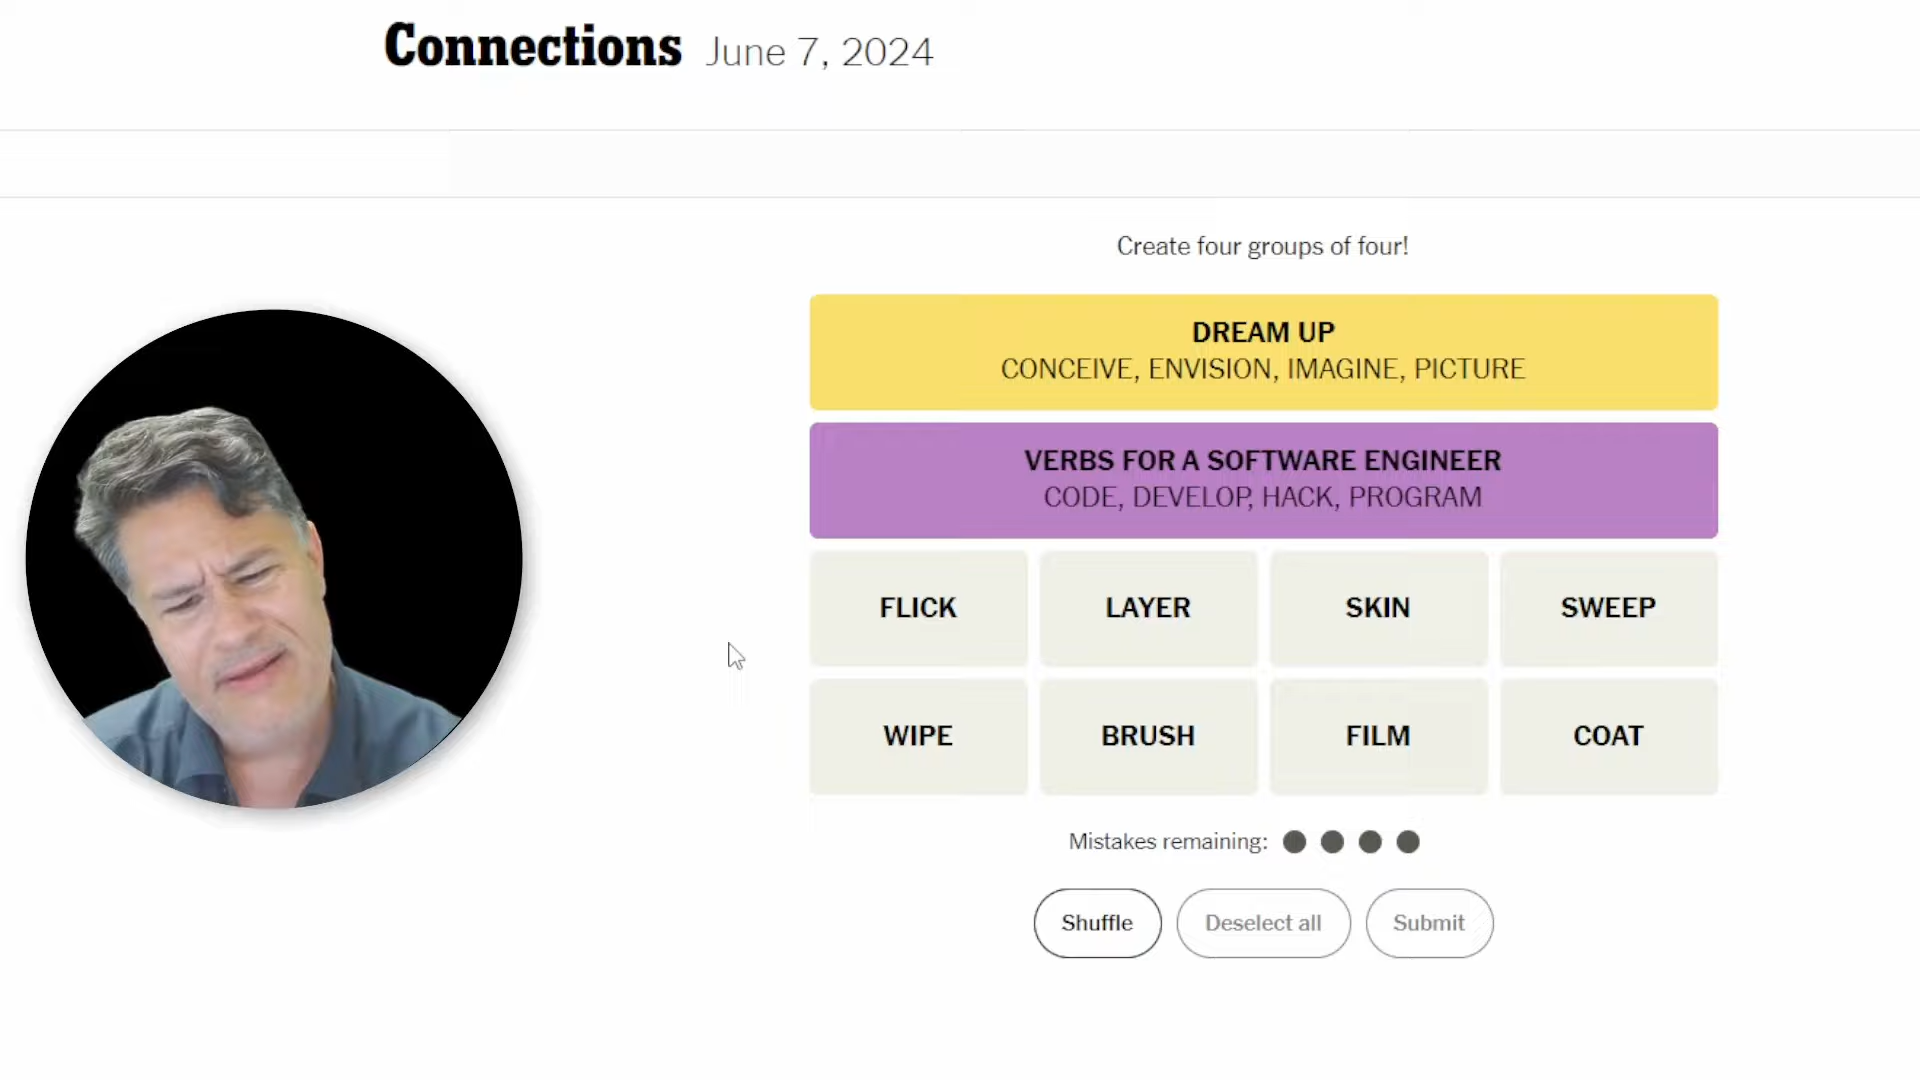 Connections June 7, 2024
Create four groups of four!
DREAM UP
CONCEIVE, ENVISION, IMAGINE, PICTURE
VERBS FOR A SOFTWARE ENGINEER
CODE, DEVELOP, HACK, PROGRAM
FLICK LAYER SKIN SWEEP
WIPE BRUSH FILM COAT
Mistakes remaining:
Shuffle Deselect all Submit